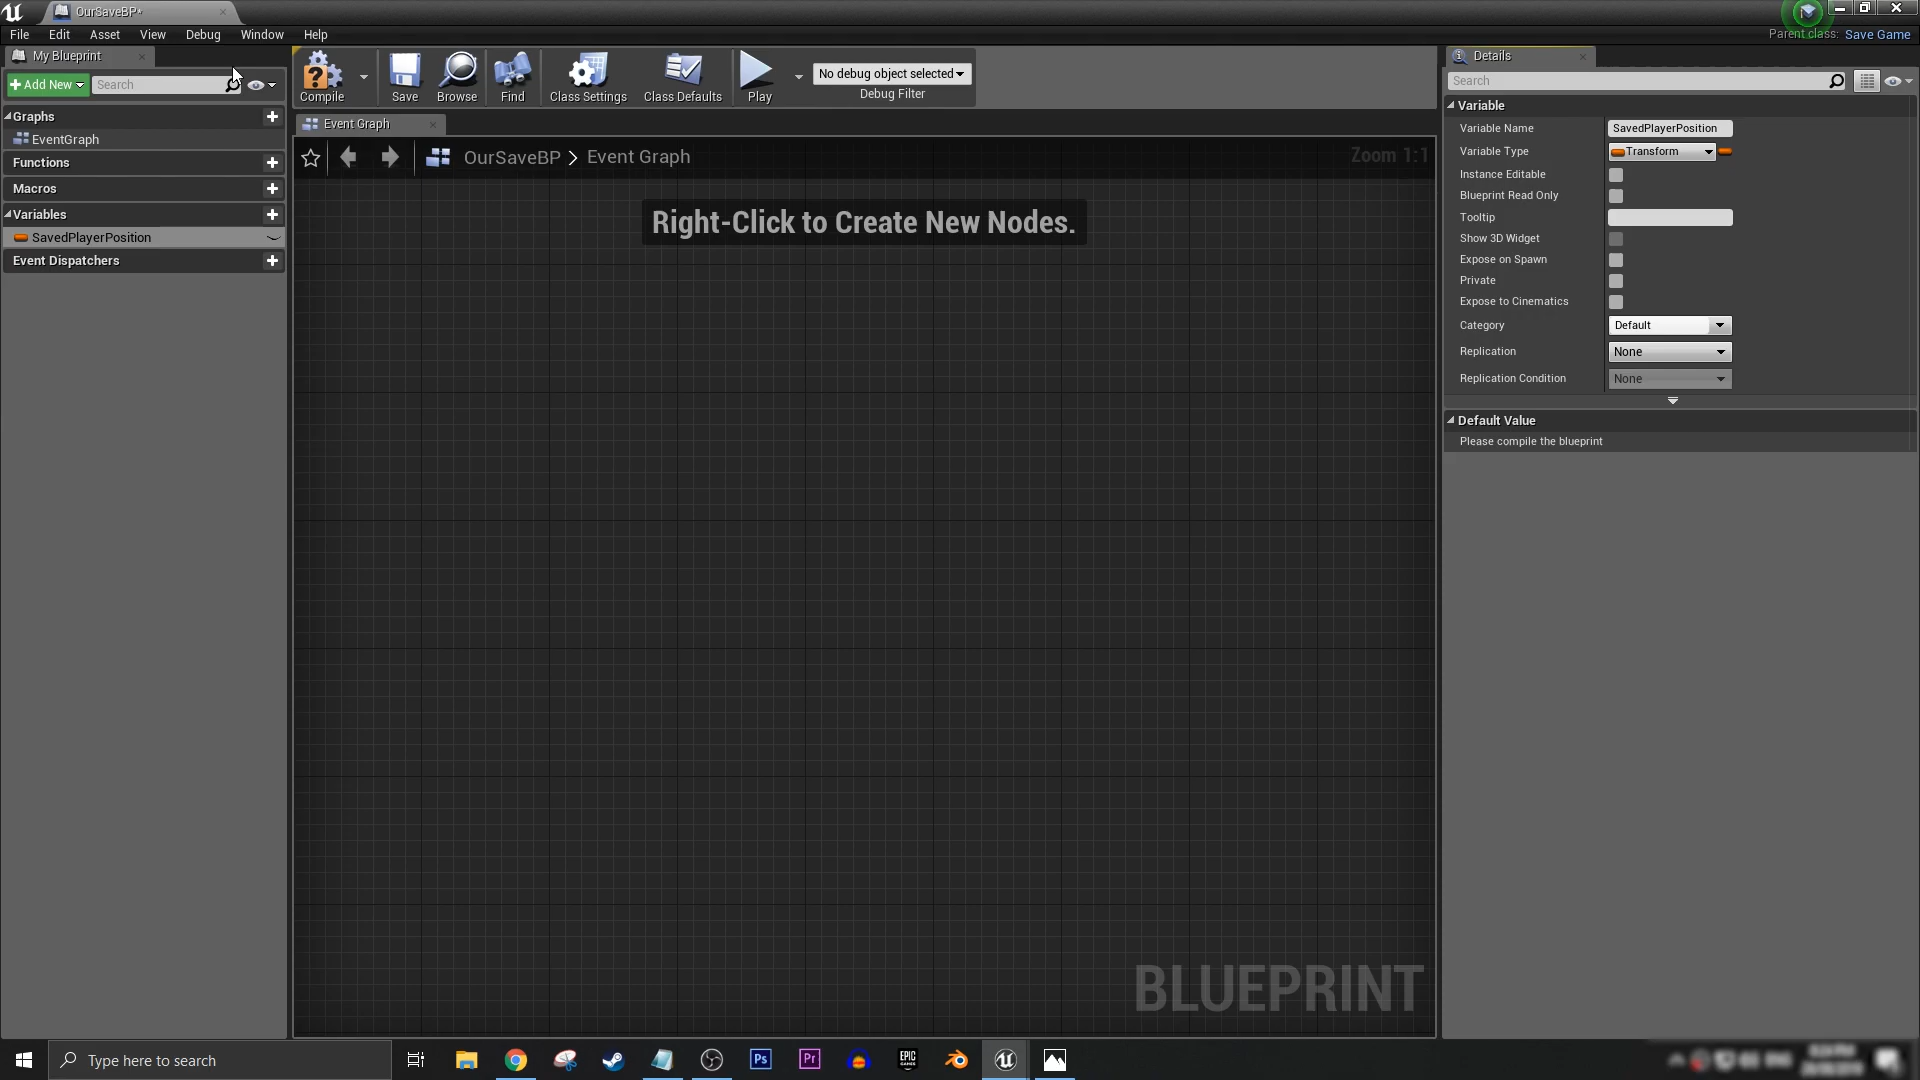 OurSaveBP*
File Edit Asset View Debug Window Help
Parent class: Save Game
My Blueprint
Add New
Search
Graphs
EventGraph
Functions
Macros
Variables
SavedPlayerPosition
Event Dispatchers
Compile
Save
Browse
Find
Class Settings
Class Defaults
Play
No debug object selected
Debug Filter
Event Graph
OurSaveBP > Event Graph
Zoom 1:1
Right-Click to Create New Nodes.
BLUEPRINT
Details
Search
Variable
Variable Name SavedPlayerPosition
Variable Type Transform
Instance Editable
Blueprint Read Only
Tooltip
Show 3D Widget
Expose on Spawn
Private
Expose to Cinematics
Category Default
Replication None
Replication Condition None
Default Value
Please compile the blueprint
Type here to search
Ps
Pr
EPIC
GAMES